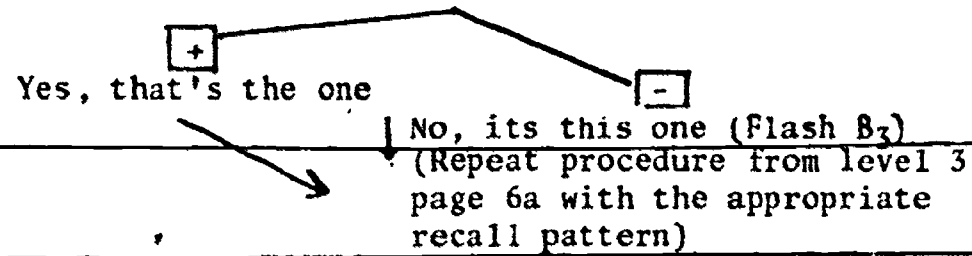 +
Yes, that's the one
-
No, its this one (Flash B3)
(Repeat procedure from level 3
page 6a with the appropriate
recall pattern)